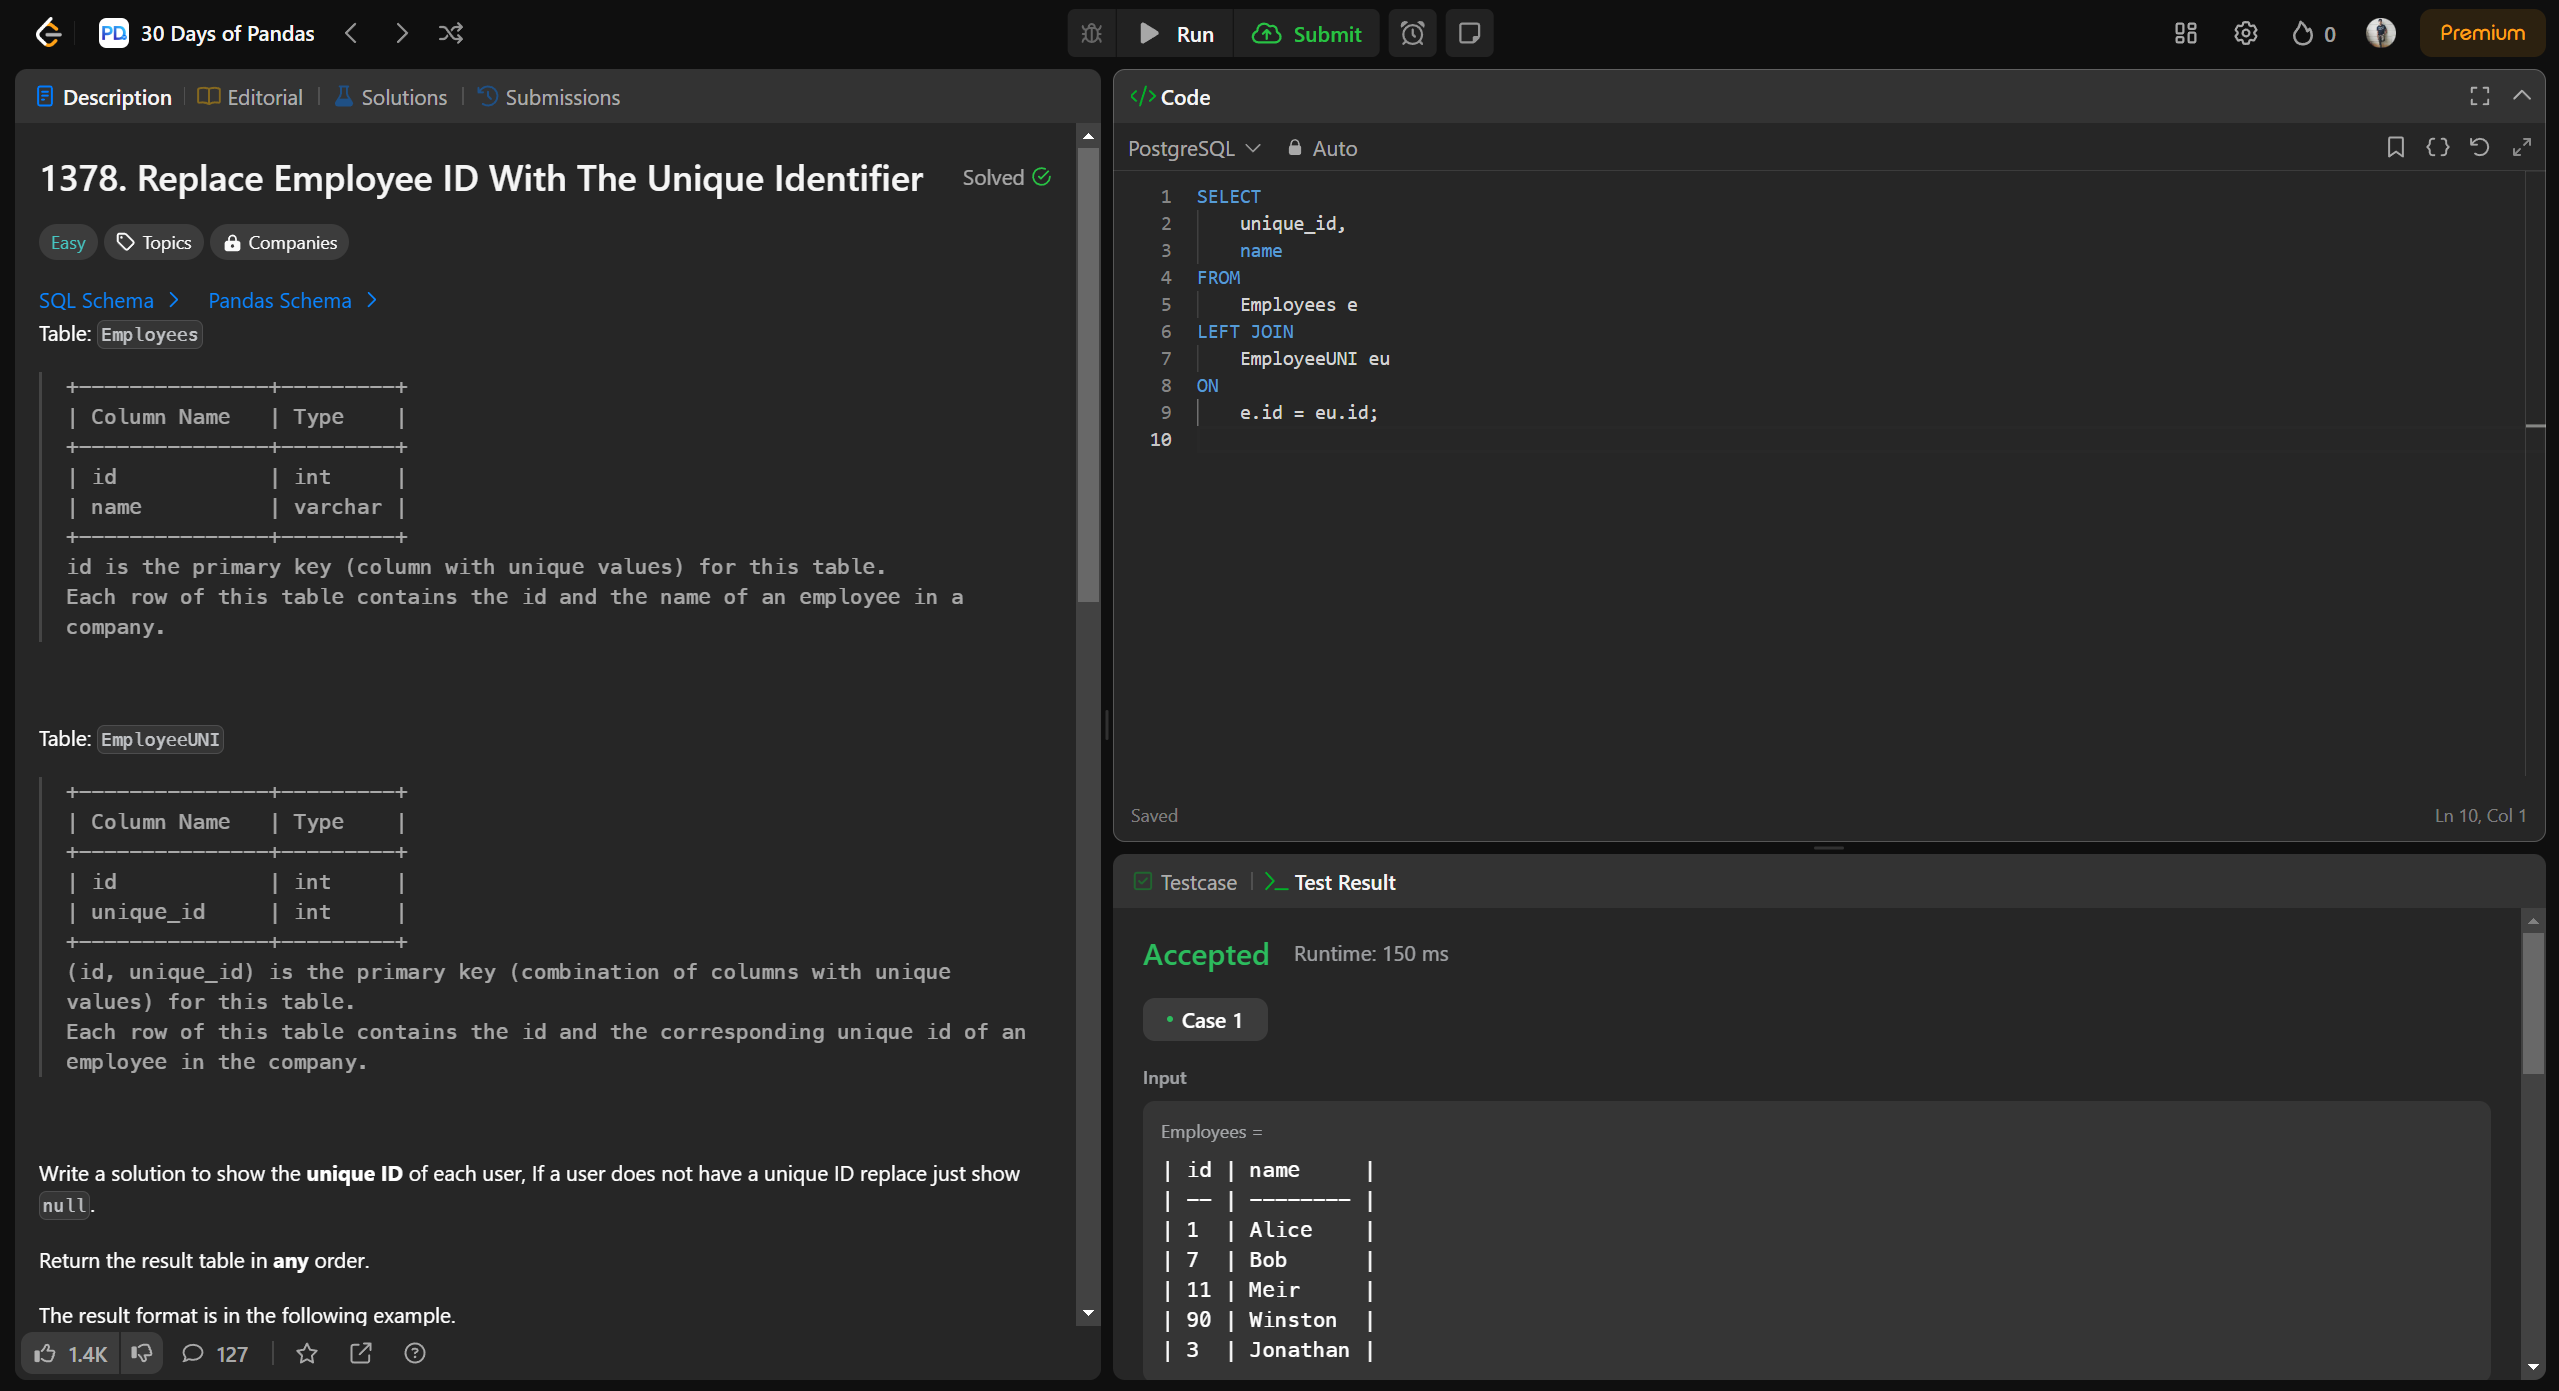 PD 30 Days of Pandas
Run
Submit
0
Premium
Description
Editorial
Solutions
Submissions
1378. Replace Employee ID With The Unique Identifier
Solved
Easy
Topics
Companies
SQL Schema
Pandas Schema
Table: Employees
+---------------+---------+
| Column Name   | Type    |
+---------------+---------+
| id            | int     |
| name          | varchar |
+---------------+---------+
id is the primary key (column with unique values) for this table.
Each row of this table contains the id and the name of an employee in a
company.
Table: EmployeeUNI
+---------------+---------+
| Column Name   | Type    |
+---------------+---------+
| id            | int     |
| unique_id     | int     |
+---------------+---------+
(id, unique_id) is the primary key (combination of columns with unique
values) for this table.
Each row of this table contains the id and the corresponding unique id of an
employee in the company.
Write a solution to show the unique ID of each user, If a user does not have a unique ID replace just show
null.
Return the result table in any order.
The result format is in the following example.
1.4K
127
</> Code
PostgreSQL
Auto
1 SELECT
2     unique_id,
3     name
4 FROM
5     Employees e
6 LEFT JOIN
7     EmployeeUNI eu
8 ON
9     e.id = eu.id;
10
Saved
Ln 10, Col 1
Testcase
>_ Test Result
Accepted
Runtime: 150 ms
• Case 1
Input
Employees =
| id | name     |
| -- | -------- |
| 1  | Alice    |
| 7  | Bob      |
| 11 | Meir     |
| 90 | Winston  |
| 3  | Jonathan |